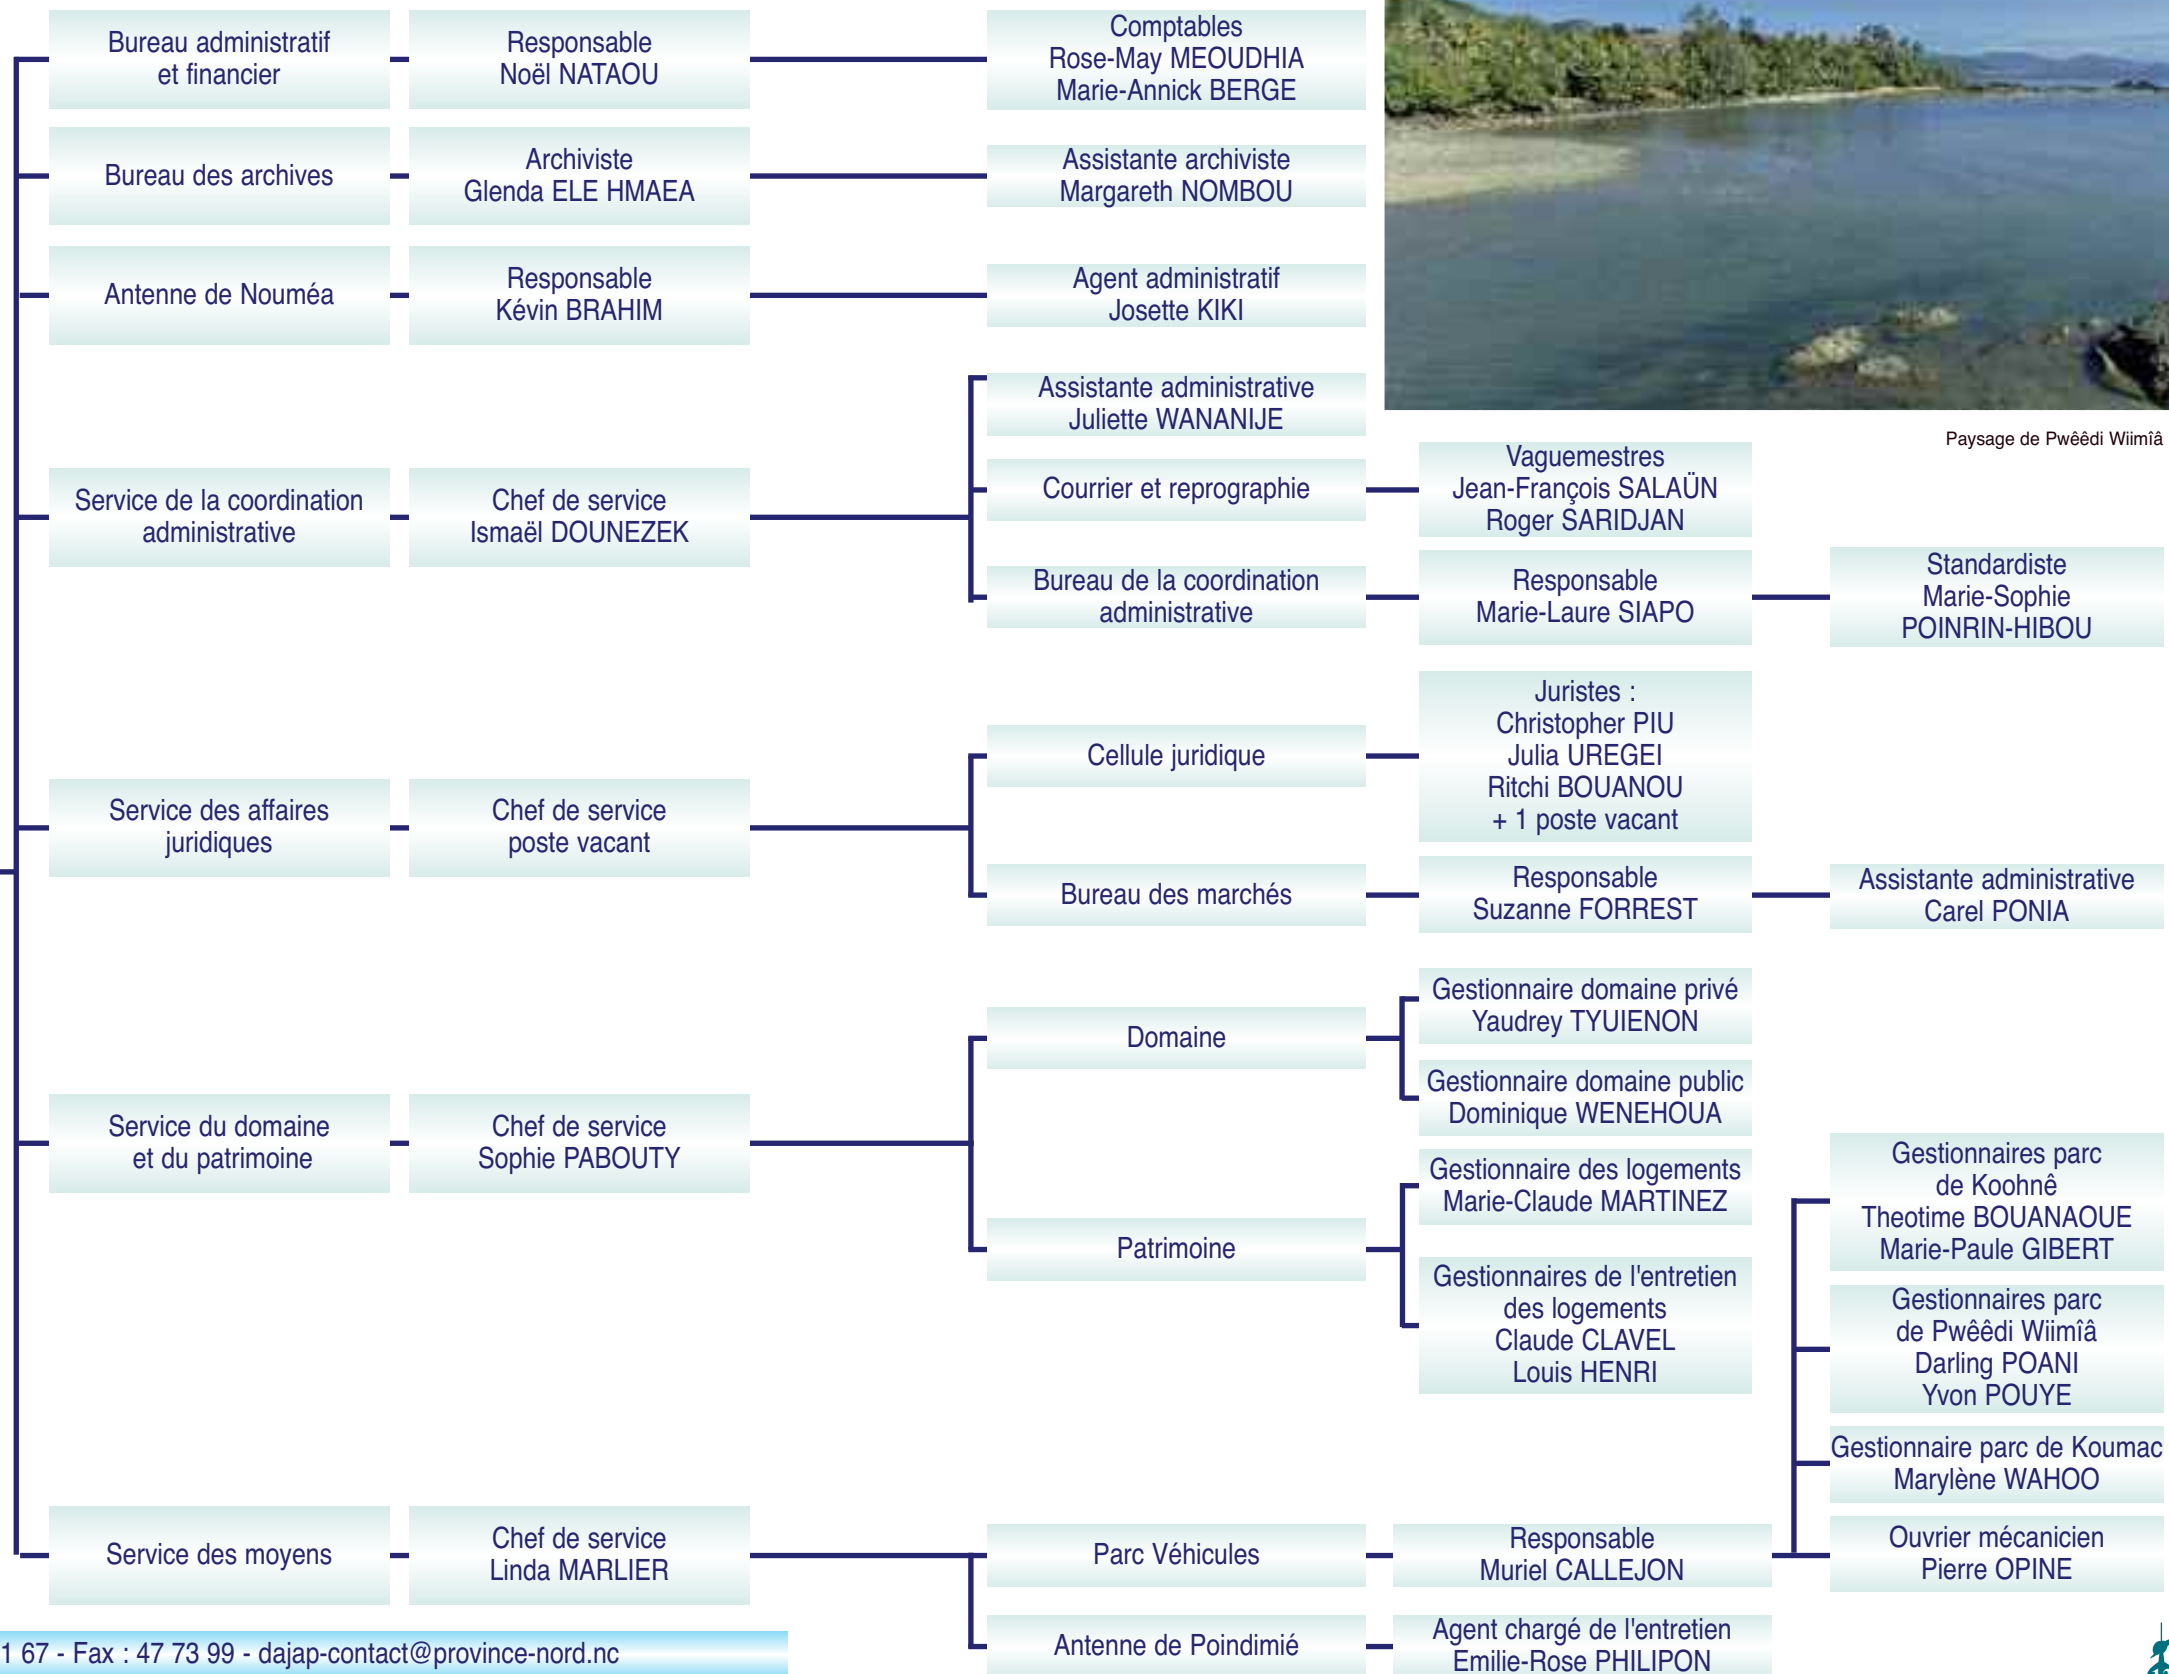 Bureau administratif
et financier
Responsable
Noël NATAOU
Comptables
Rose-May MEOUDHIA
Marie-Annick BERGE
Bureau des archives
Archiviste
Glenda ELE HMAEA
Assistante archiviste
Margareth NOMBOU
Antenne de Nouméa
Responsable
Kévin BRAHIM
Agent administratif
Josette KIKI
Paysage de Pwêêdi Wiimîâ
Service de la coordination
administrative
Chef de service
Ismaël DOUNEZEK
Assistante administrative
Juliette WANANIJE
Courrier et reprographie
Vaguemestres
Jean-François SALAÜN
Roger SARIDJAN
Bureau de la coordination
administrative
Responsable
Marie-Laure SIAPO
Standardiste
Marie-Sophie
POINRIN-HIBOU
Service des affaires
juridiques
Chef de service
poste vacant
Cellule juridique
Juristes :
Christopher PIU
Julia UREGEI
Ritchi BOUANOU
+ 1 poste vacant
Bureau des marchés
Responsable
Suzanne FORREST
Assistante administrative
Carel PONIA
Service du domaine
et du patrimoine
Chef de service
Sophie PABOUTY
Domaine
Gestionnaire domaine privé
Yaudrey TYUIENON
Gestionnaire domaine public
Dominique WENEHOUA
Patrimoine
Gestionnaire des logements
Marie-Claude MARTINEZ
Gestionnaires de l'entretien
des logements
Claude CLAVEL
Louis HENRI
Service des moyens
Chef de service
Linda MARLIER
Parc Véhicules
Responsable
Muriel CALLEJON
Gestionnaires parc
de Koohnê
Theotime BOUANAOUE
Marie-Paule GIBERT
Gestionnaires parc
de Pwêêdi Wiimîâ
Darling POANI
Yvon POUYE
Gestionnaire parc de Koumac
Marylène WAHOO
Ouvrier mécanicien
Pierre OPINE
Antenne de Poindimié
Agent chargé de l'entretien
Emilie-Rose PHILIPON
1 67 - Fax : 47 73 99 - dajap-contact@province-nord.nc